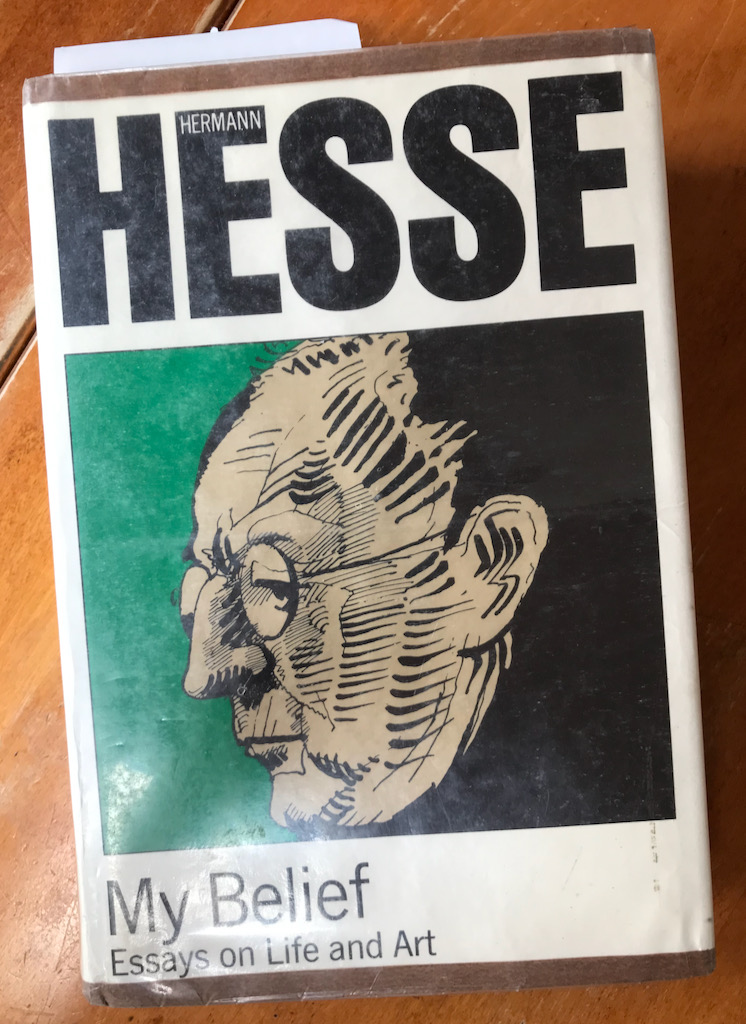 HERMANN
HESSE
My Belief
Essays on Life and Art